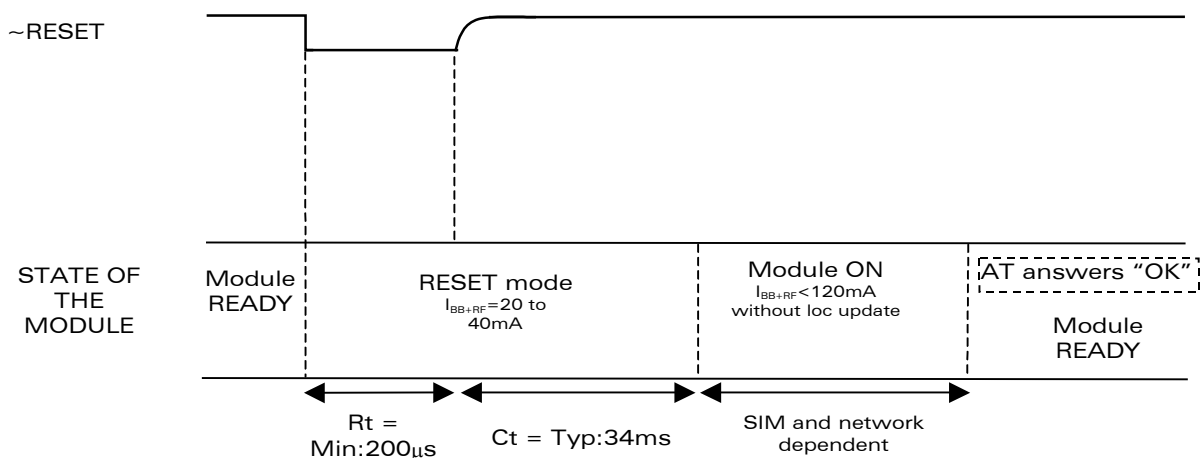 ~RESET
STATE OF
THE
MODULE
Module
READY
RESET mode
IBB+RF=20 to
40mA
Module ON
IBB+RF<120mA
without loc update
AT answers “OK”
Module
READY
Rt =
Min:200µs
Ct = Typ:34ms
SIM and network
dependent